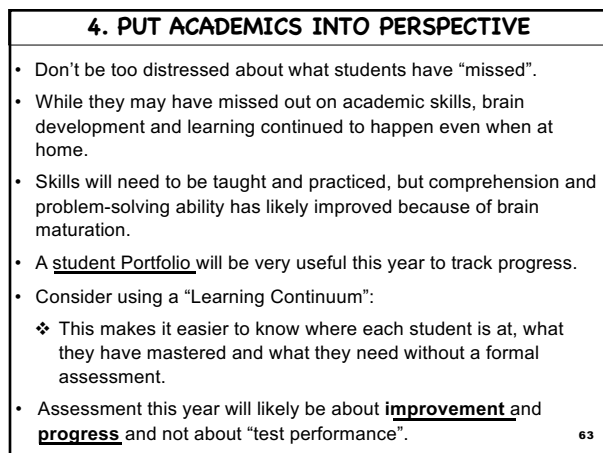 4. PUT ACADEMICS INTO PERSPECTIVE
• Don’t be too distressed about what students have “missed”.
• While they may have missed out on academic skills, brain
development and learning continued to happen even when at
home.
• Skills will need to be taught and practiced, but comprehension and
problem-solving ability has likely improved because of brain
maturation.
• A student Portfolio will be very useful this year to track progress.
• Consider using a “Learning Continuum”:
❖ This makes it easier to know where each student is at, what
they have mastered and what they need without a formal
assessment.
• Assessment this year will likely be about improvement and
progress and not about “test performance”.
63